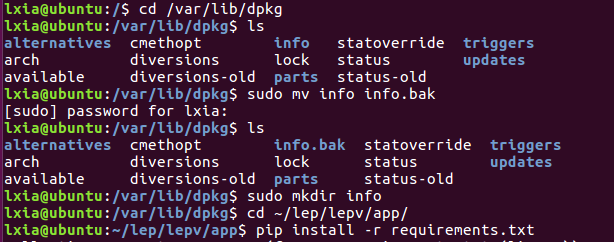 lxia@ubuntu:/$ cd /var/lib/dpkg
lxia@ubuntu:/var/lib/dpkg$ ls
alternatives  cmethopt        info   statoverride  triggers
arch          diversions      lock   status        updates
available     diversions-old  parts  status-old
lxia@ubuntu:/var/lib/dpkg$ sudo mv info info.bak
[sudo] password for lxia:
lxia@ubuntu:/var/lib/dpkg$ ls
alternatives  cmethopt        info.bak  statoverride  triggers
arch          diversions      lock      status        updates
available     diversions-old  parts     status-old
lxia@ubuntu:/var/lib/dpkg$ sudo mkdir info
lxia@ubuntu:/var/lib/dpkg$ cd ~/lep/lepv/app/
lxia@ubuntu:~/lep/lepv/app$ pip install -r requirements.txt